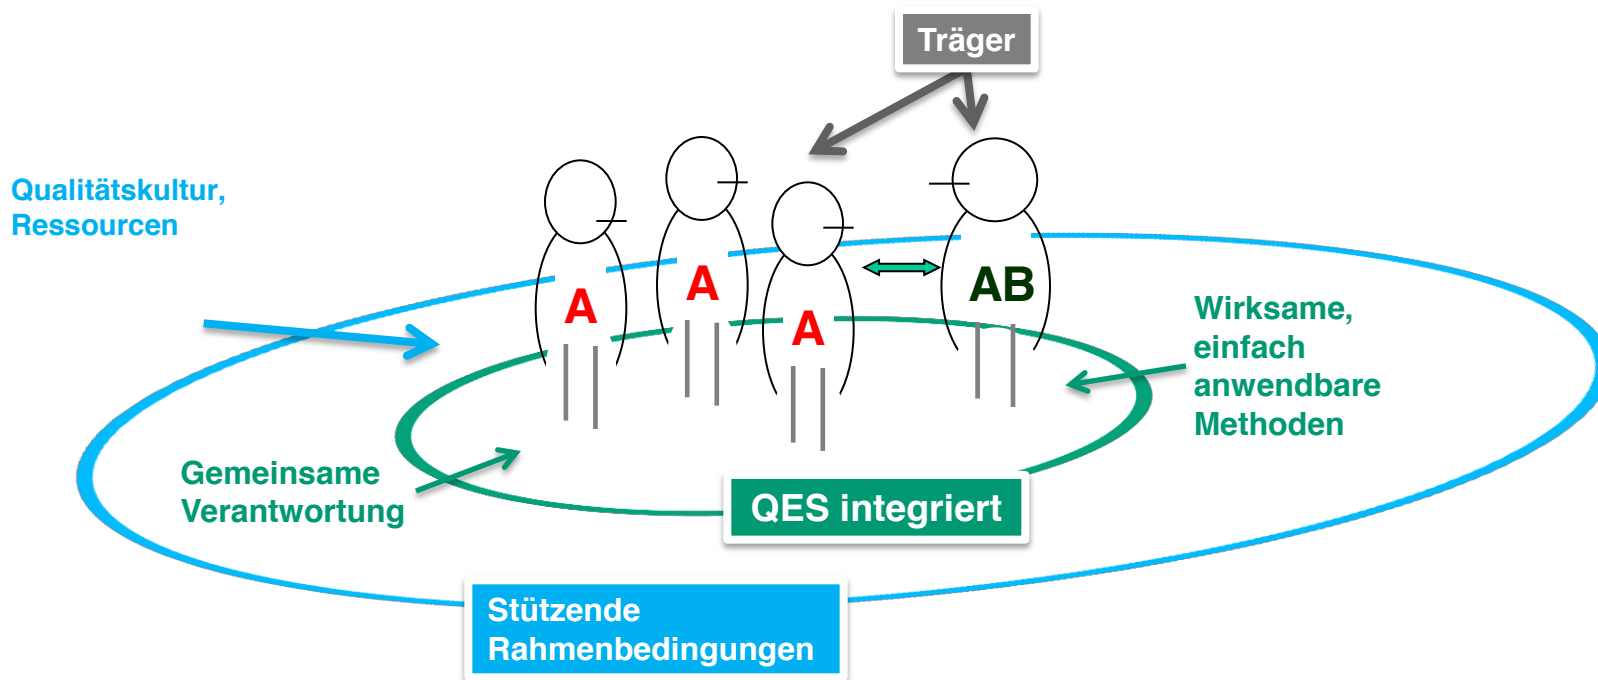 Träger
Qualitätskultur,
Ressourcen
A
A
A
AB
Wirksame,
einfach
anwendbare
Methoden
Gemeinsame
Verantwortung
QES integriert
Stützende
Rahmenbedingungen